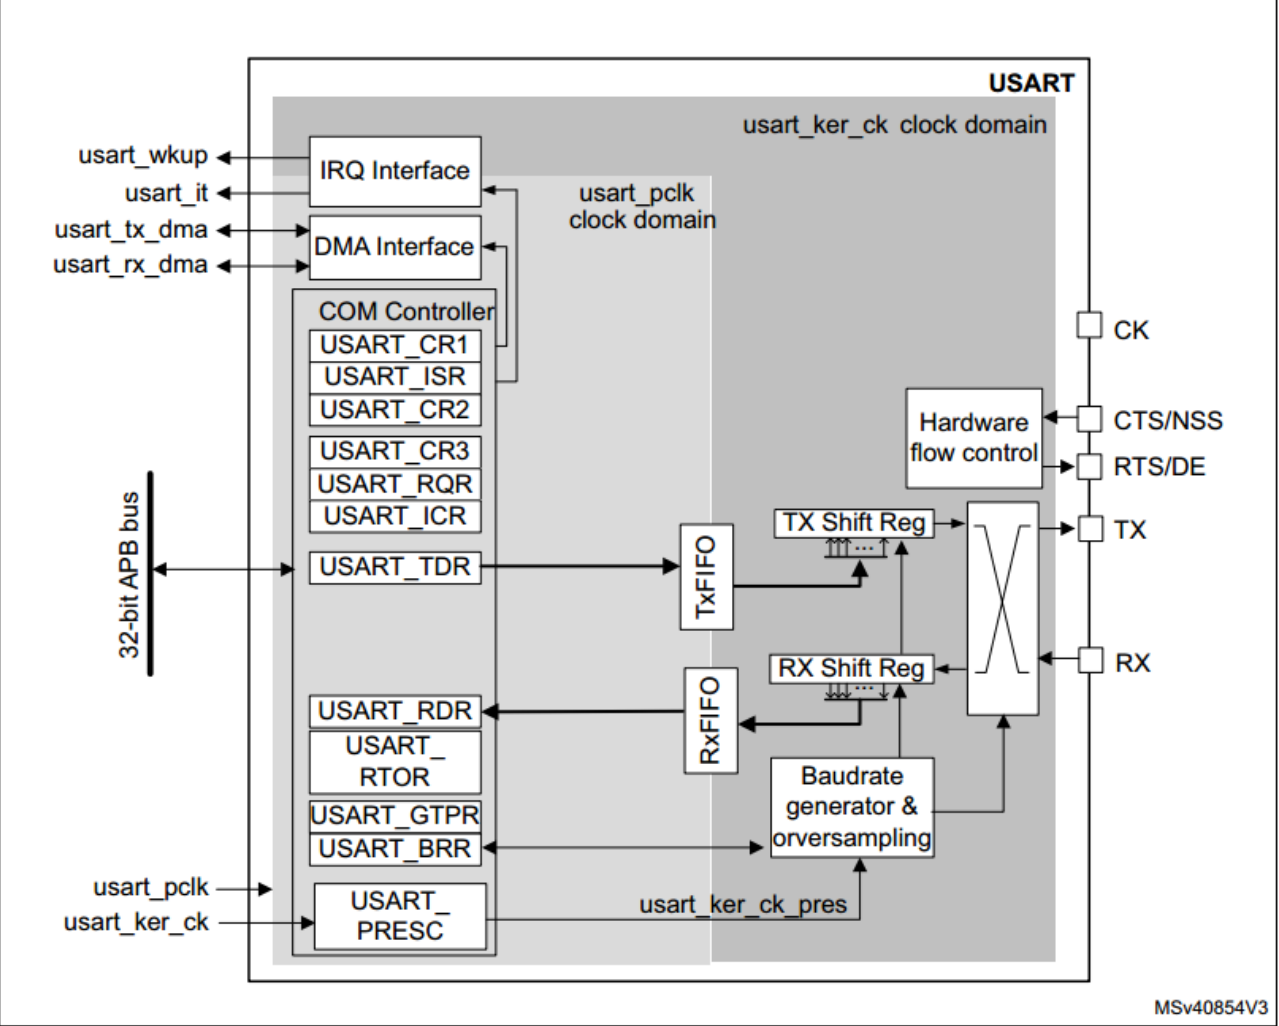 USART
usart_ker_ck clock domain
usart_wkup
IRQ Interface
usart_it
usart_pclk
clock domain
usart_tx_dma
DMA Interface
usart_rx_dma
COM Controller
USART_CR1
USART_ISR
USART_CR2
USART_CR3
USART_RQR
USART_ICR
USART_TDR
32-bit APB bus
TxFIFO
TX Shift Reg
...
Hardware
flow control
CK
CTS/NSS
RTS/DE
TX
RX
RX Shift Reg
...
RxFIFO
USART_RDR
USART_
RTOR
USART_GTPR
USART_BRR
Baudrate
generator &
orversampling
usart_pclk
usart_ker_ck
USART_
PRESC
usart_ker_ck_pres
MSv40854V3